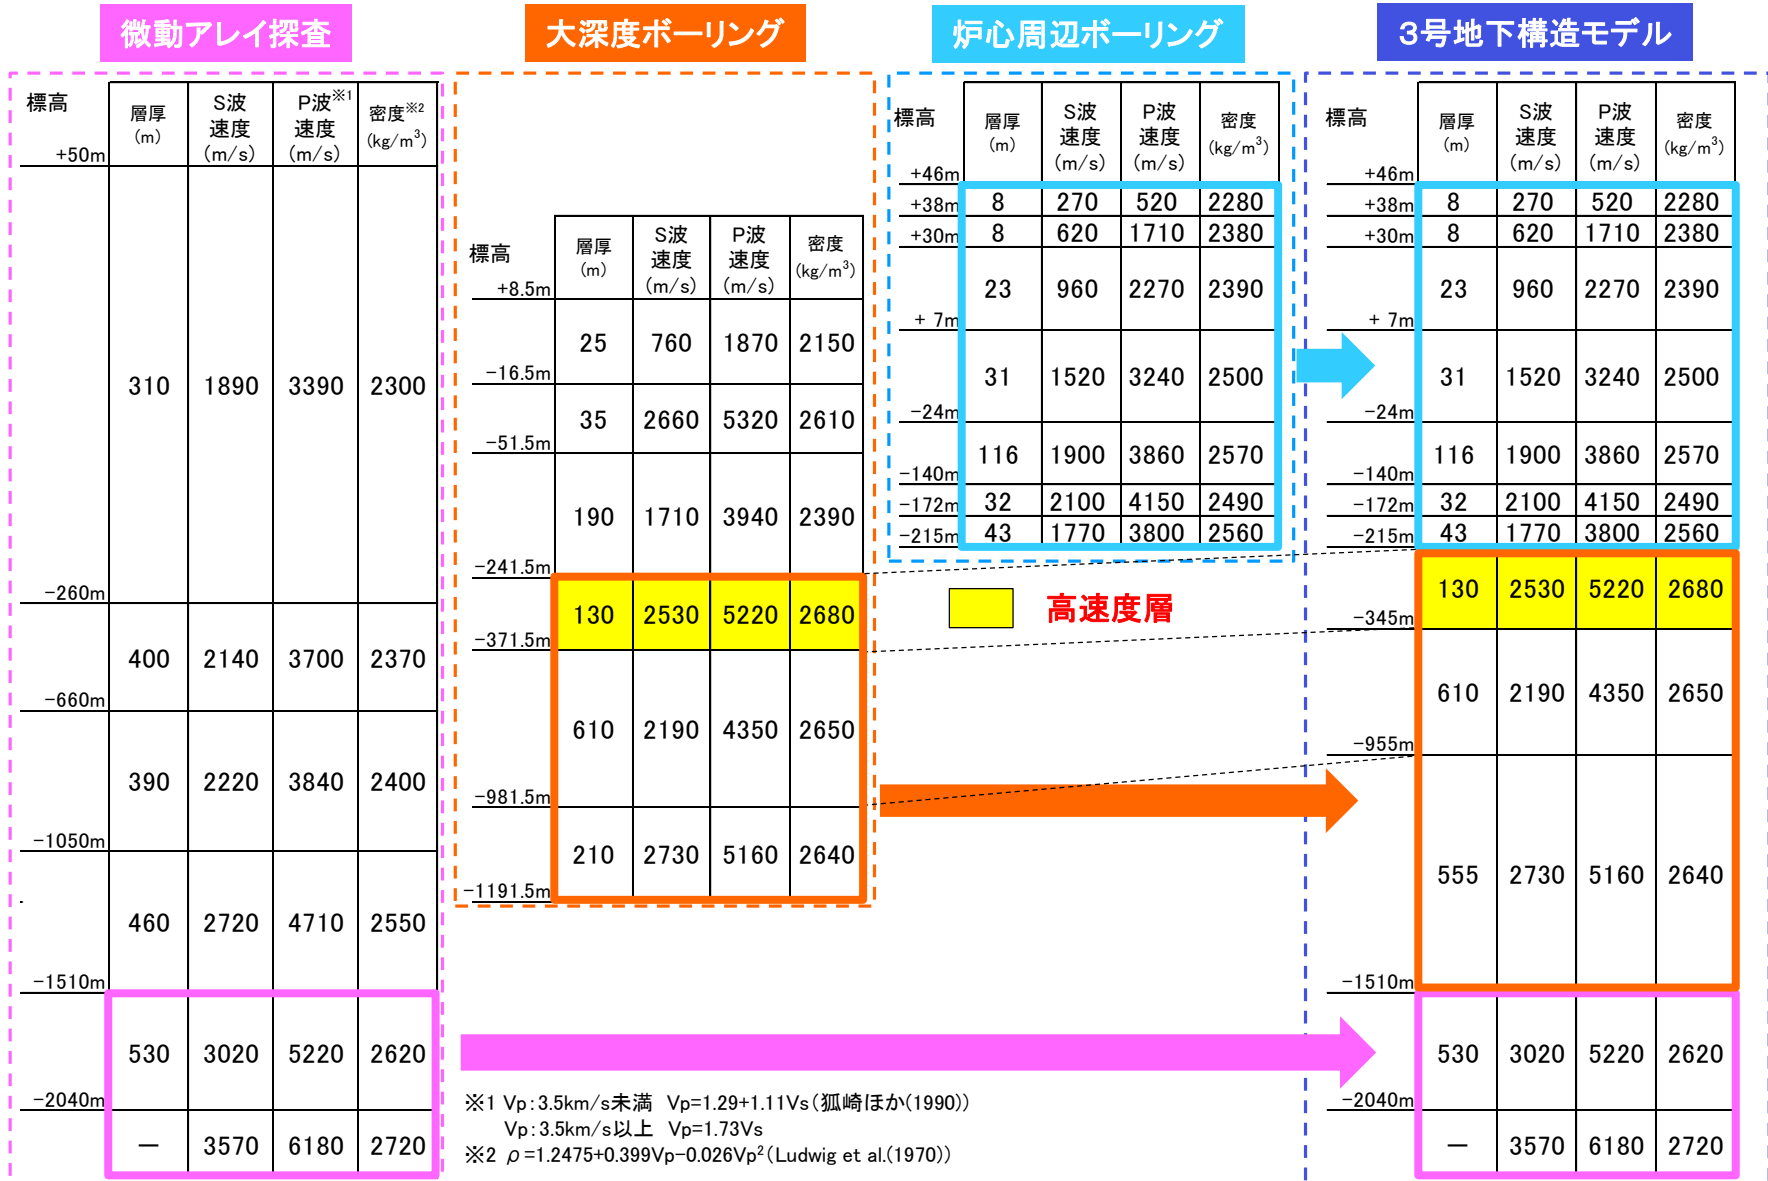 微動アレイ探査
標高
層厚
(m)
S波
速度
(m/s)
P波※1
速度
(m/s)
密度※2
(kg/m³)
+50m
310 1890 3390 2300
-260m
400 2140 3700 2370
-660m
390 2220 3840 2400
-1050m
460 2720 4710 2550
-1510m
530 3020 5220 2620
-2040m
— 3570 6180 2720
大深度ボーリング
標高
層厚
(m)
S波
速度
(m/s)
P波
速度
(m/s)
密度
(kg/m³)
+8.5m
25 760 1870 2150
-16.5m
35 2660 5320 2610
-51.5m
190 1710 3940 2390
-241.5m
130 2530 5220 2680
-371.5m
610 2190 4350 2650
-981.5m
210 2730 5160 2640
-1191.5m
炉心周辺ボーリング
標高
層厚
(m)
S波
速度
(m/s)
P波
速度
(m/s)
密度
(kg/m³)
+46m
8 270 520 2280
+38m
8 620 1710 2380
+30m
23 960 2270 2390
+ 7m
31 1520 3240 2500
-24m
116 1900 3860 2570
-140m
32 2100 4150 2490
-172m
43 1770 3800 2560
-215m
高速度層
3号地下構造モデル
標高
層厚
(m)
S波
速度
(m/s)
P波
速度
(m/s)
密度
(kg/m³)
+46m
8 270 520 2280
+38m
8 620 1710 2380
+30m
23 960 2270 2390
+ 7m
31 1520 3240 2500
-24m
116 1900 3860 2570
-140m
32 2100 4150 2490
-172m
43 1770 3800 2560
-215m
130 2530 5220 2680
-345m
610 2190 4350 2650
-955m
555 2730 5160 2640
-1510m
530 3020 5220 2620
-2040m
— 3570 6180 2720
※1 Vp:3.5km/s未満 Vp=1.29+1.11Vs(狐崎ほか(1990))
Vp:3.5km/s以上 Vp=1.73Vs
※2 ρ=1.2475+0.399Vp-0.026Vp²(Ludwig et al.(1970))